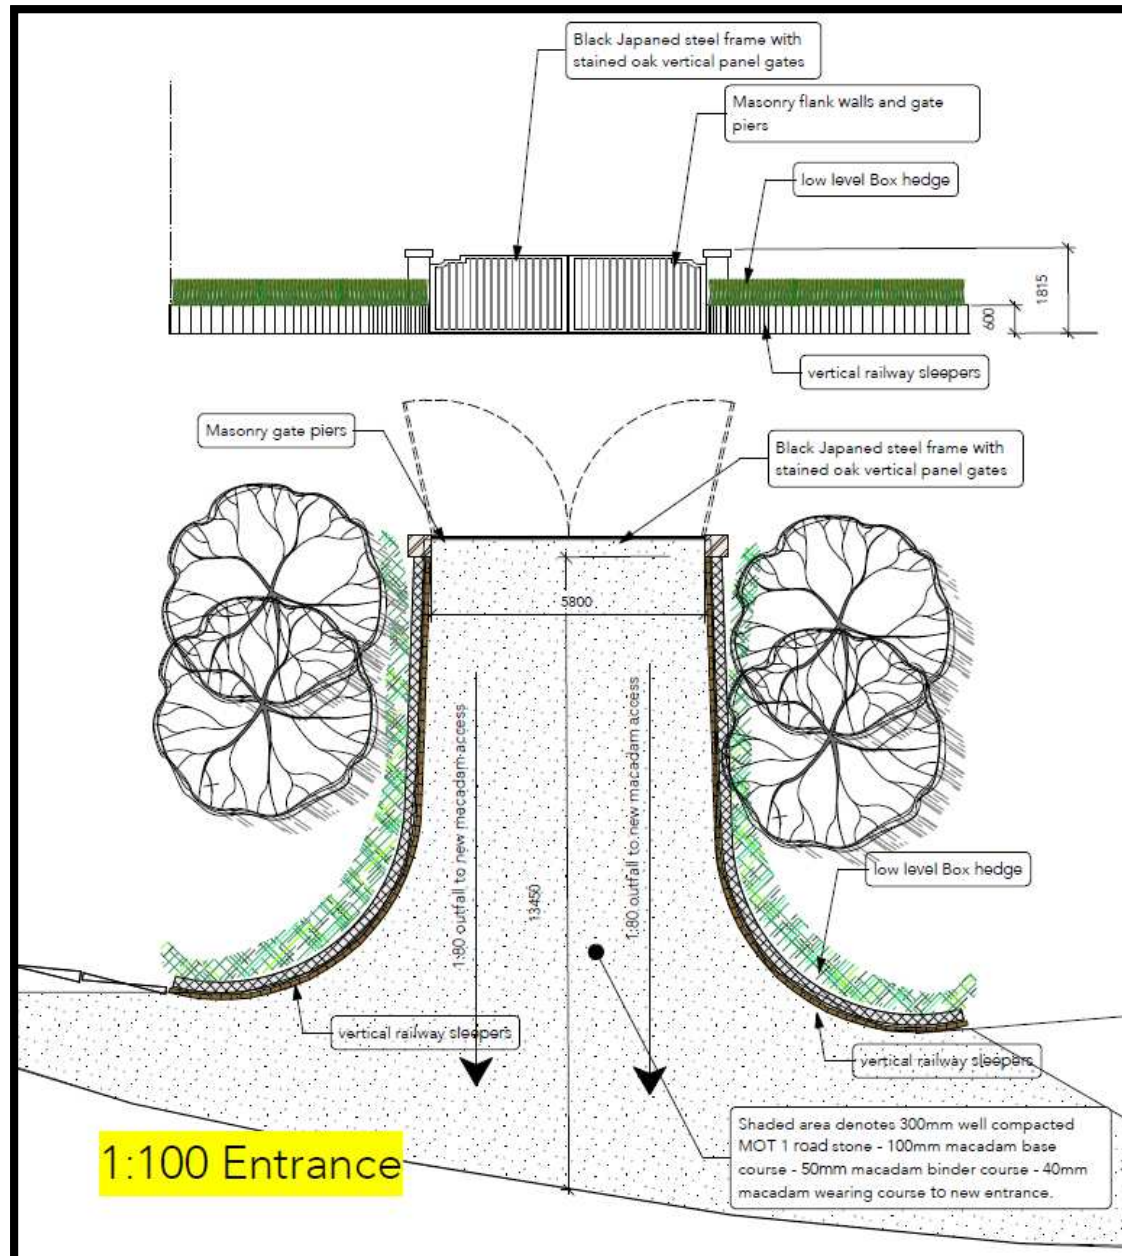 Black Japaned steel frame with
stained oak vertical panel gates
Masonry flank walls and gate
piers
low level Box hedge
1815
600
vertical railway sleepers
Masonry gate piers
Black Japaned steel frame with
stained oak vertical panel gates
5800
1:80 outfall to new macadam access
1:80 outfall to new macadam access
13450
low level Box hedge
vertical railway sleepers
vertical railway sleepers
Shaded area denotes 300mm well compacted
MOT 1 road stone - 100mm macadam base
course - 50mm macadam binder course - 40mm
macadam wearing course to new entrance.
1:100 Entrance